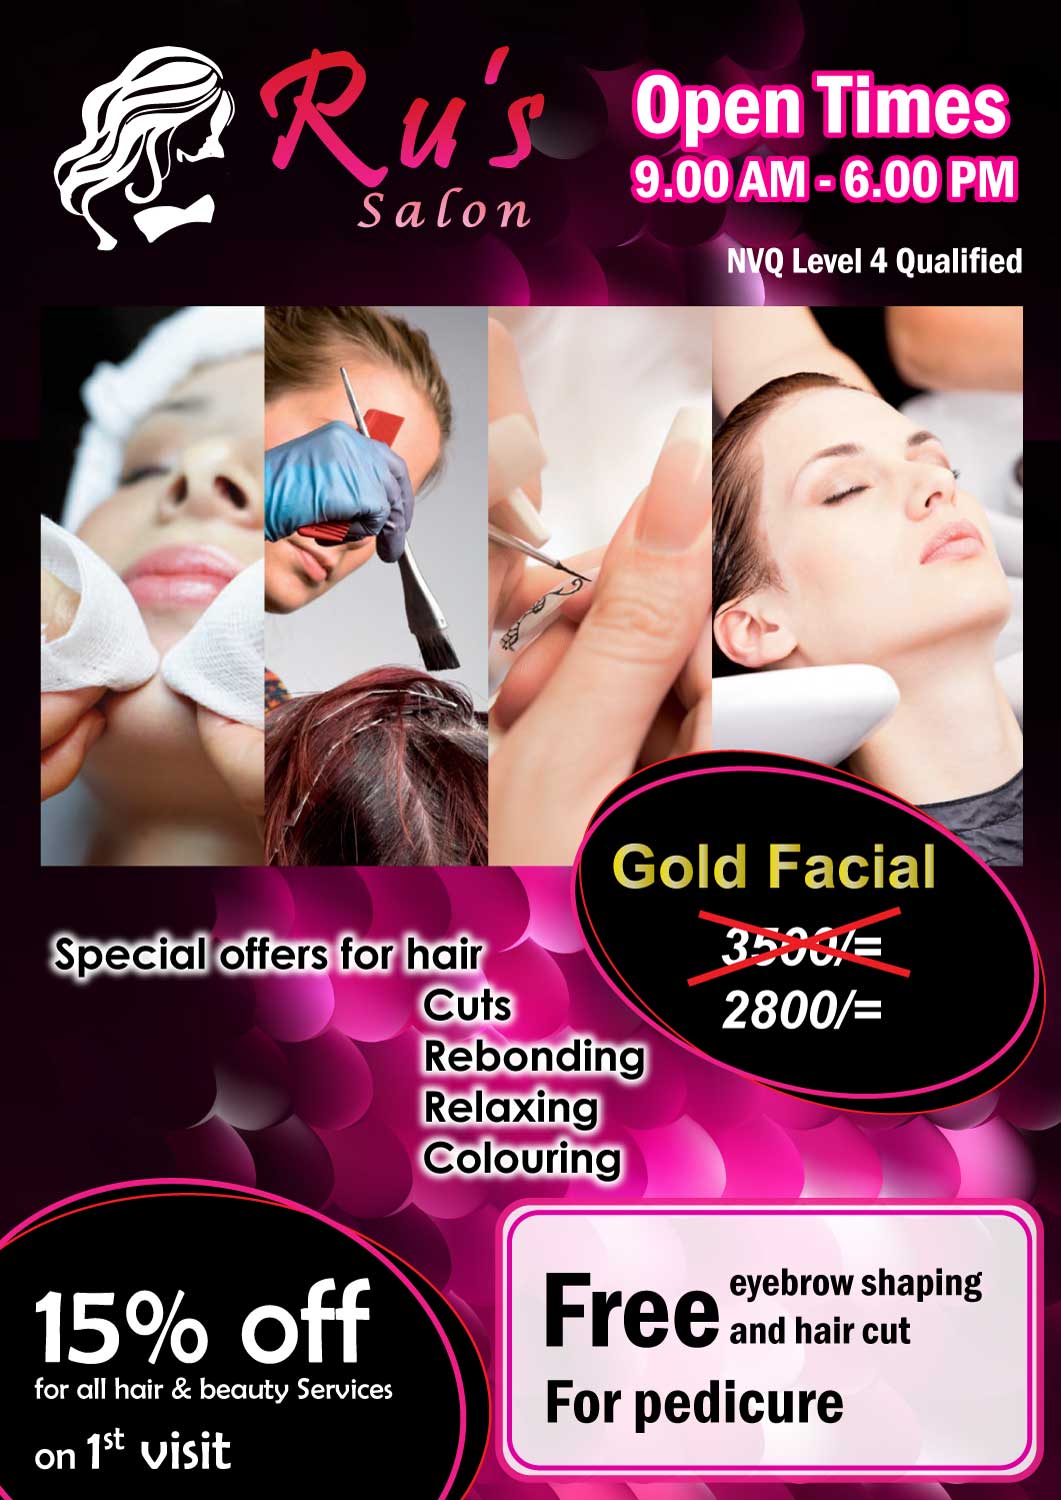 Ru's
Salon
Open Times
9.00 AM - 6.00 PM
NVQ Level 4 Qualified
Gold Facial
3500/=
2800/=
Special offers for hair
Cuts
Rebonding
Relaxing
Colouring
15% off
for all hair & beauty Services
on 1st visit
Free eyebrow shaping
and hair cut
For pedicure